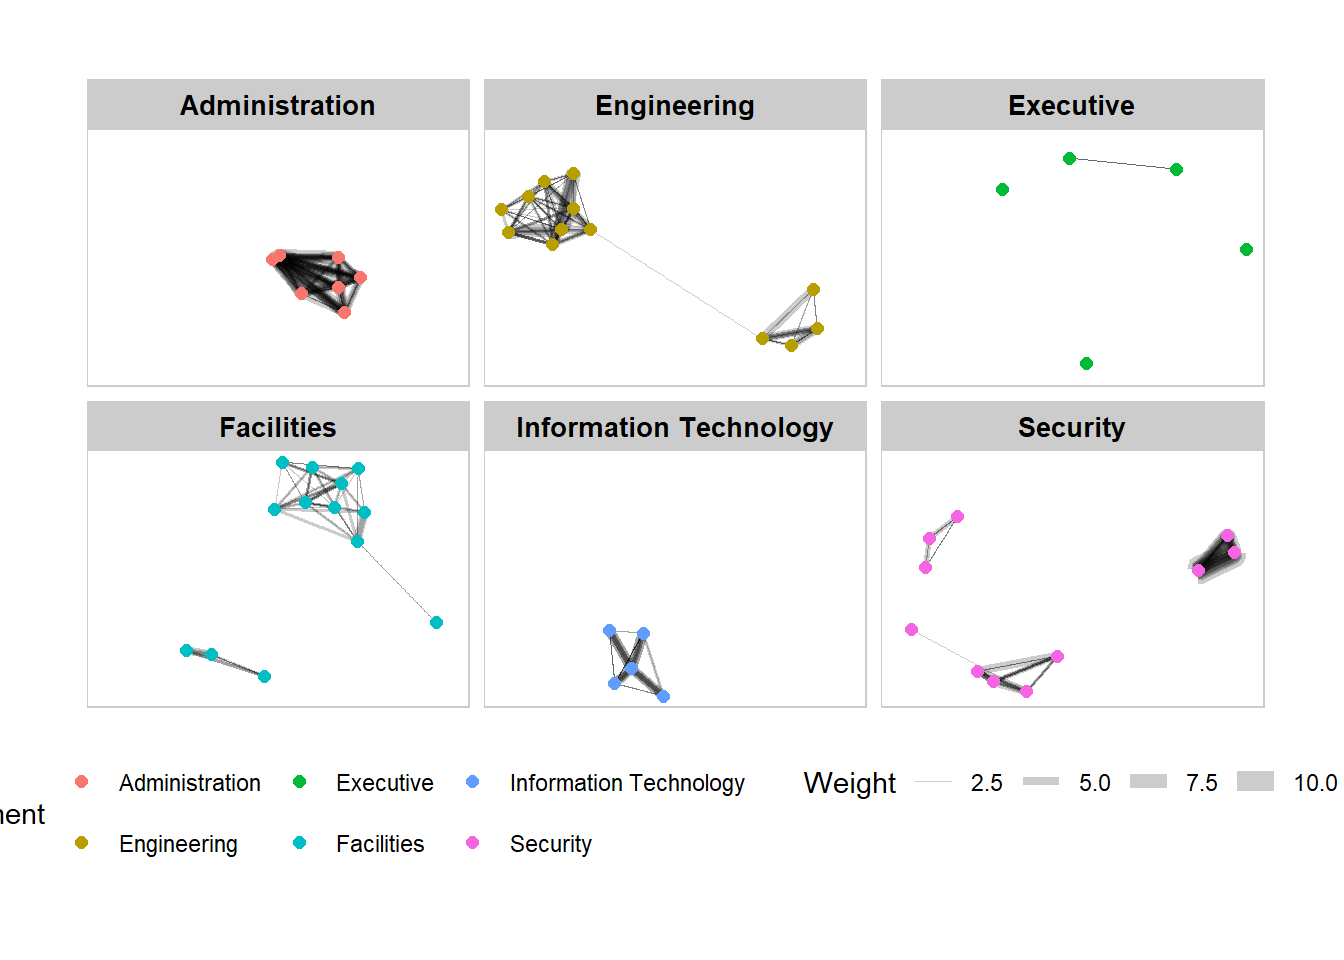 Administration Engineering Executive
Facilities Information Technology Security
Administration Executive Information Technology Weight 2.5 5.0 7.5 10.0
Engineering Facilities Security